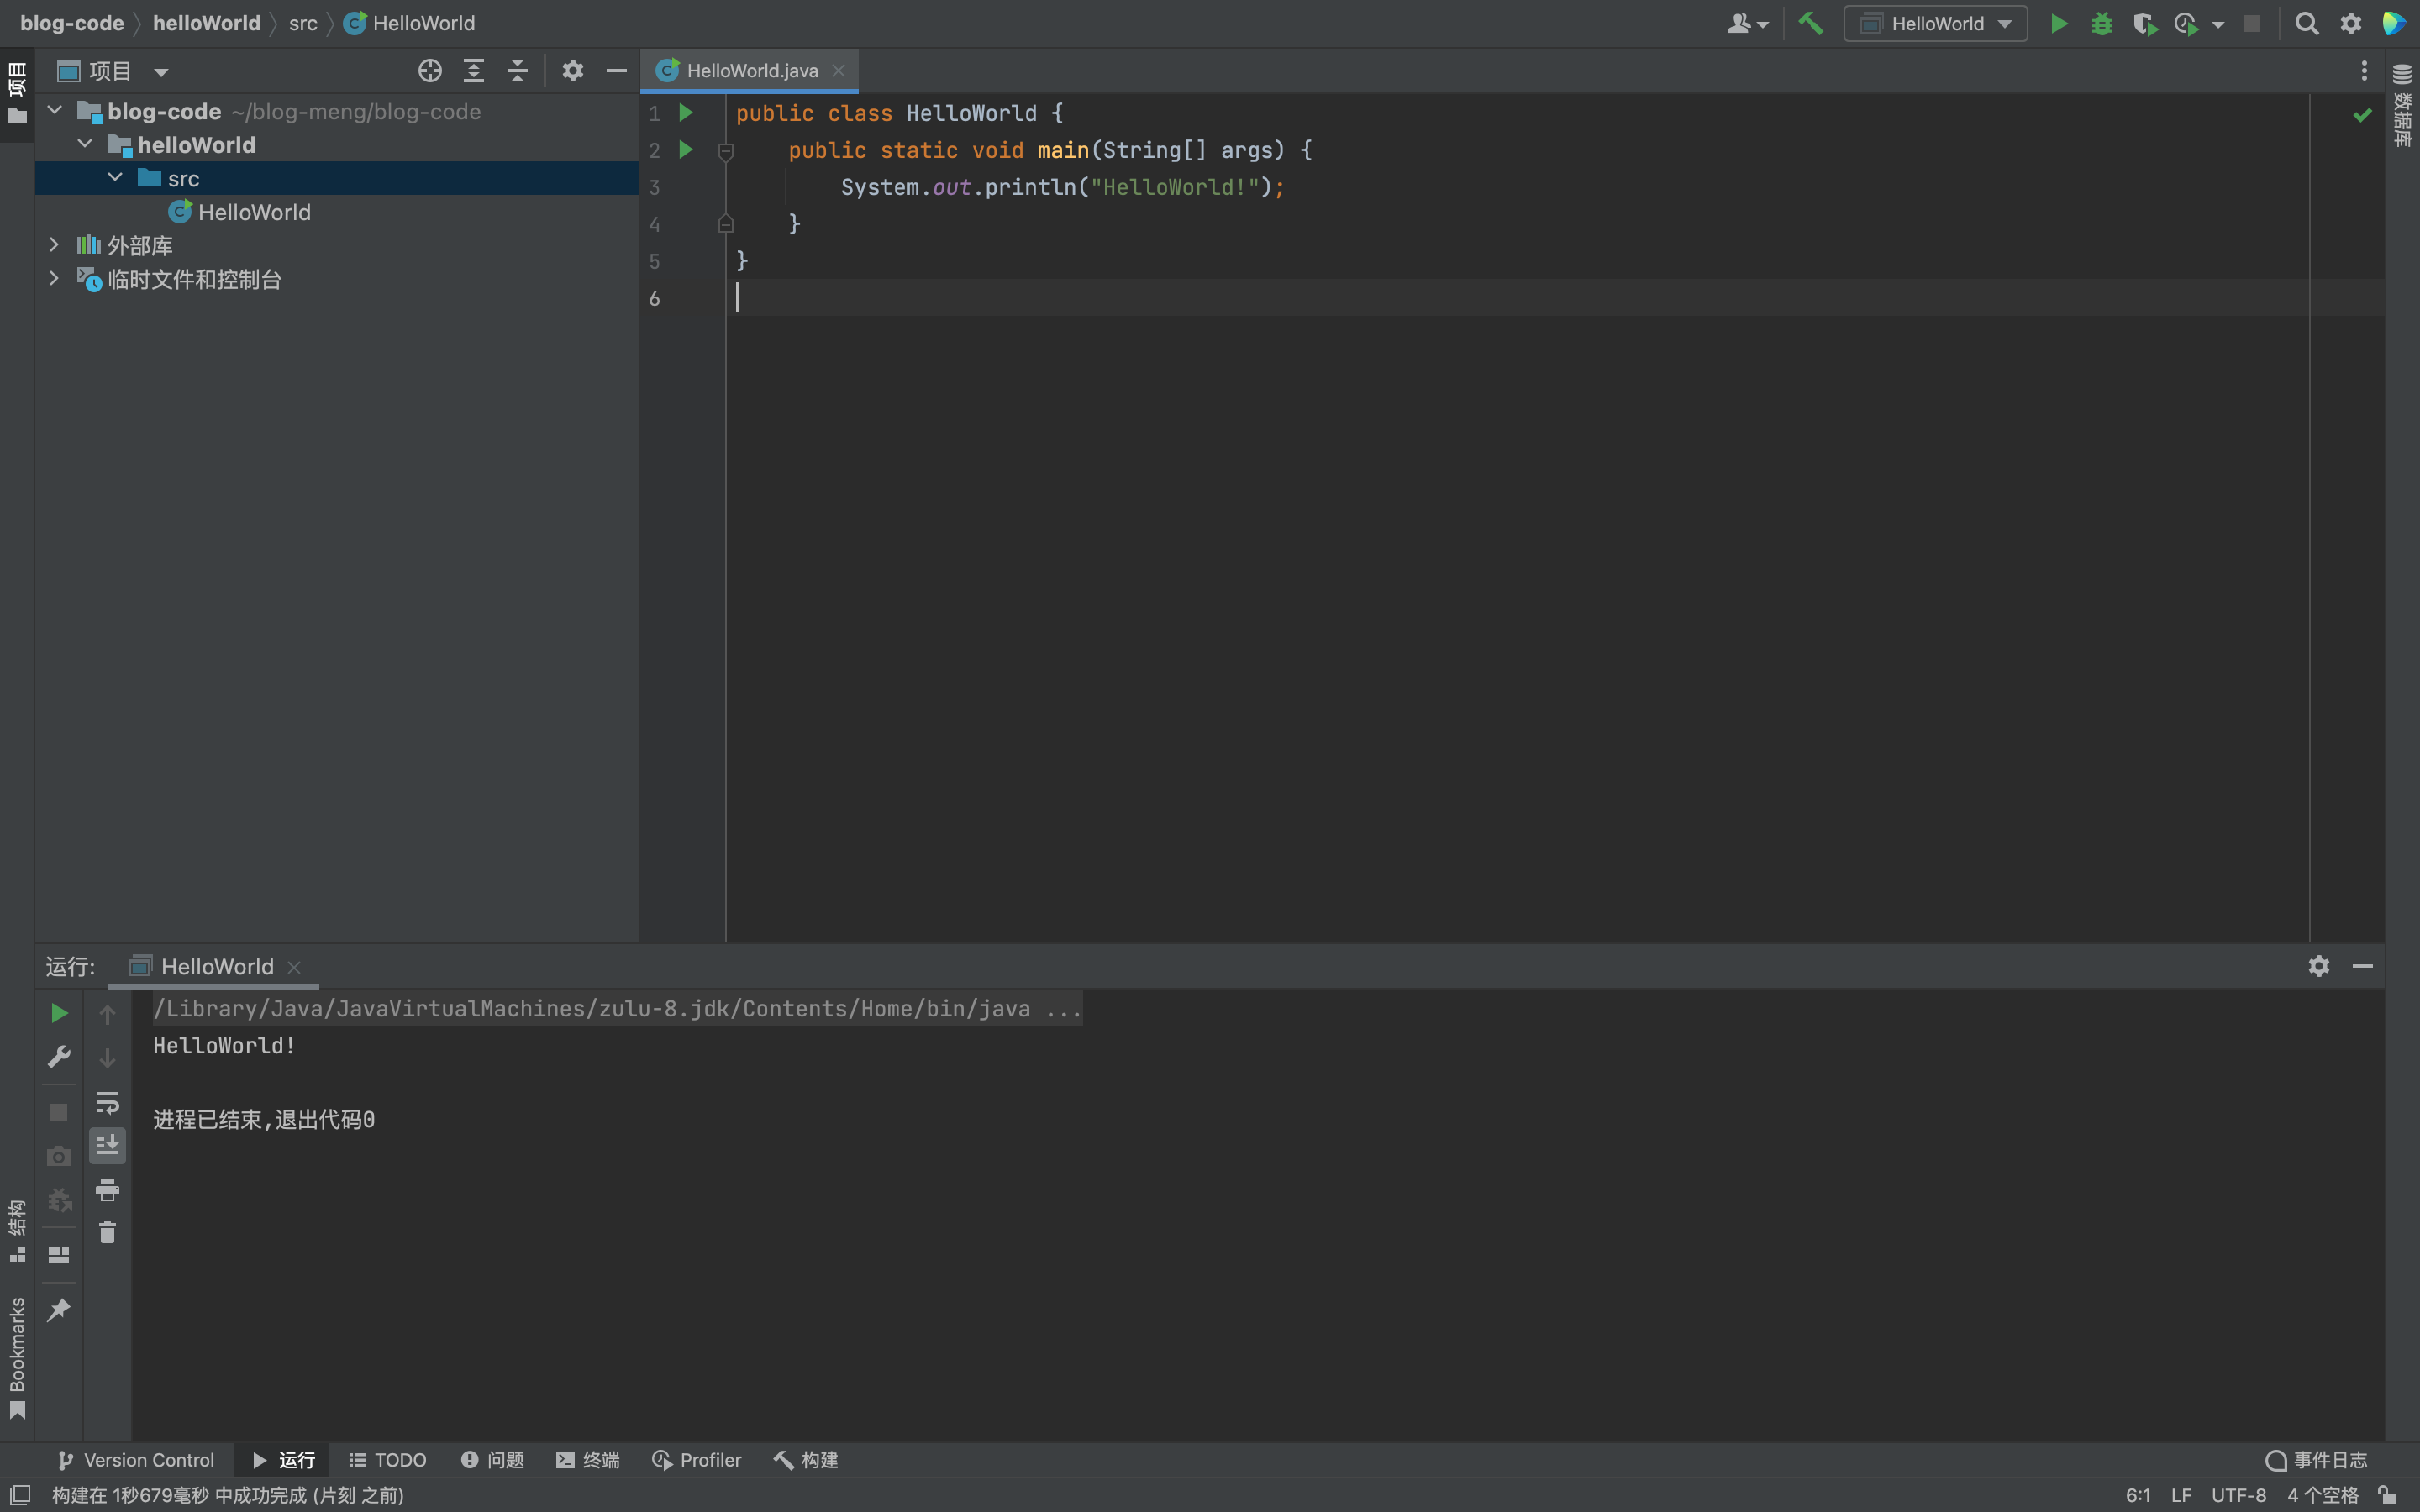 blog-code helloWorld src HelloWorld
HelloWorld
项目
项目
HelloWorld.java
数据库
blog-code ~/blog-meng/blog-code
helloWorld
src
HelloWorld
外部库
临时文件和控制台
1 public class HelloWorld {
2 public static void main(String[] args) {
3 System.out.println("HelloWorld!");
4 }
5 }
6
运行: HelloWorld
/Library/Java/JavaVirtualMachines/zulu-8.jdk/Contents/Home/bin/java ...
HelloWorld!
进程已结束,退出代码0
结构
Bookmarks
Version Control 运行 TODO 问题 终端 Profiler 构建 事件日志
构建在 1秒679毫秒 中成功完成 (片刻 之前) 6:1 LF UTF-8 4 个空格